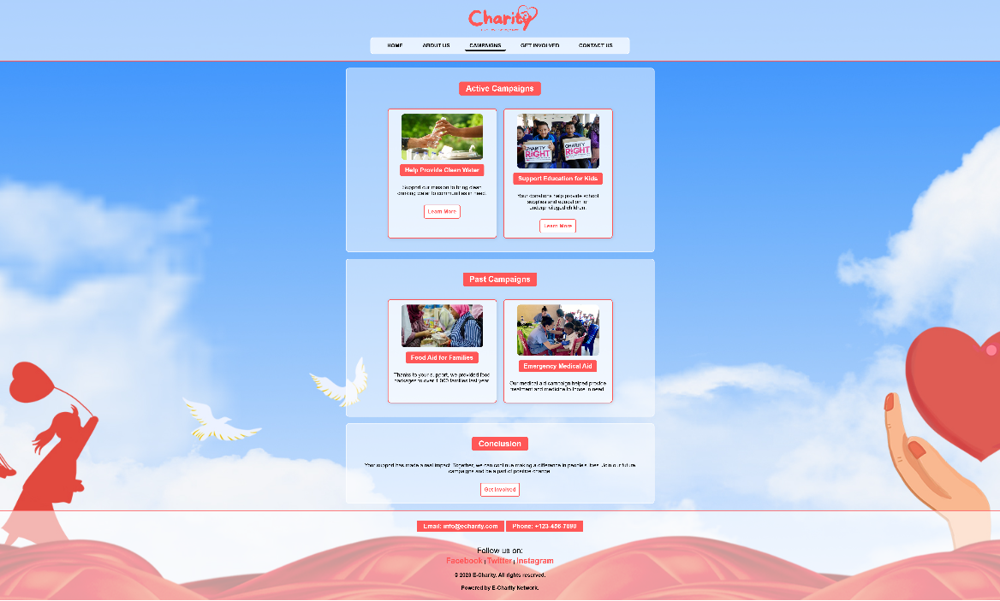 Charity
HOME
ABOUT US
CAMPAIGNS
GET INVOLVED
CONTACT US
Active Campaigns
Help Provide Clean Water
Support our mission to bring clean
drinking water to communities in need.
Learn More
CHARITY
RIGHT
CHARITY
RIGHT
Support Education for Kids
Your donations help provide school
supplies and education for
underprivileged children.
Learn More
Past Campaigns
Food Aid for Families
Thanks to your support, we provided food
packages to over 1,000 families last year.
Emergency Medical Aid
Our medical aid campaign helped provide
treatment and medicine to those in need.
Conclusion
Your support has made a real impact. Together, we can continue making a difference in people's lives. Join our future
campaigns and be a part of positive change.
Get Involved
Email: info@echarity.com
Phone: +123-456-7890
Follow us on:
Facebook | Twitter | Instagram
© 2023 E-Charity. All rights reserved.
Powered by E-Charity Network.